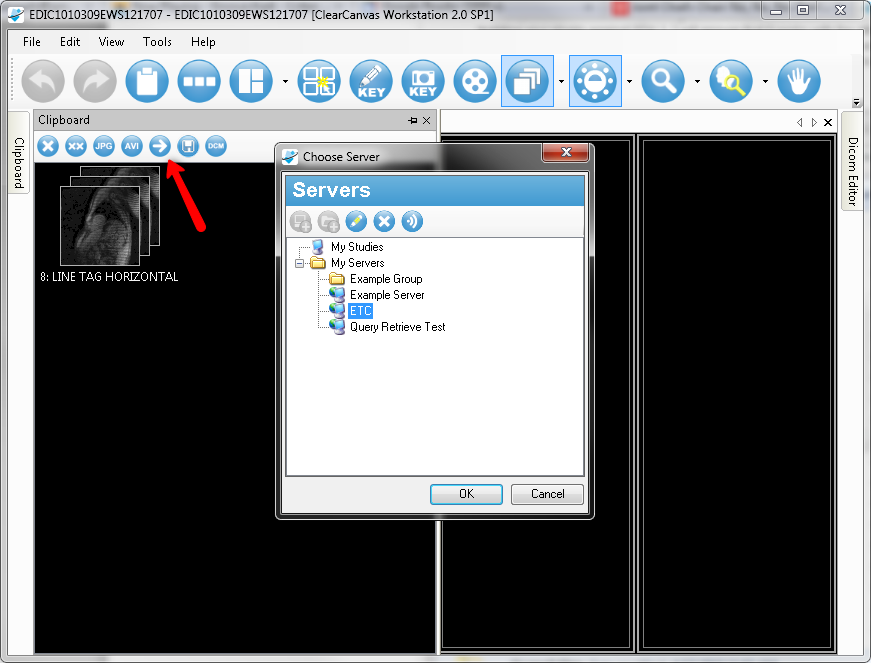 EDIC1010309EWS121707 - EDIC1010309EWS121707 [ClearCanvas Workstation 2.0 SP1]
File Edit View Tools Help
KEY KEY
Clipboard
Clipboard
JPG AVI DCM
8: LINE TAG HORIZONTAL
Choose Server
Servers
My Studies
My Servers
Example Group
Example Server
ETC
Query Retrieve Test
OK Cancel
Dicom Editor